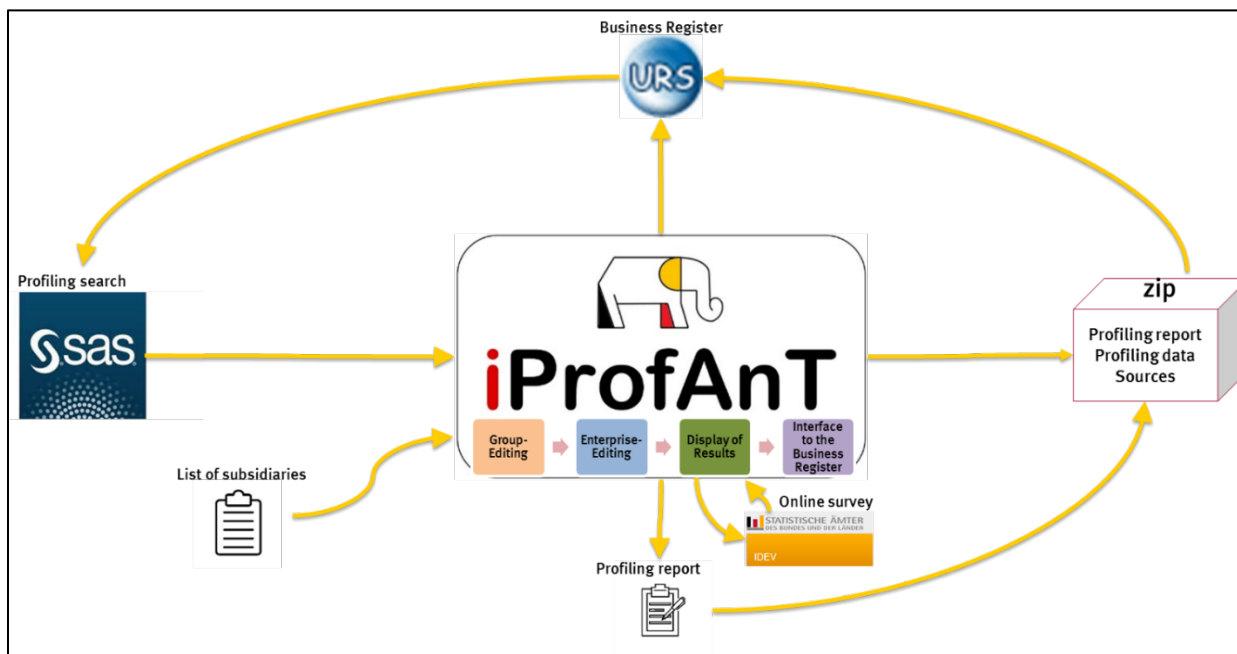 Business Register
URS
Profiling search
sas
zip
Profiling report
Profiling data
Sources
iProfAnT
Group-
Editing
Enterprise-
Editing
Display of
Results
Interface
to the
Business
Register
List of subsidiaries
Online survey
STATISTISCHE ÄMTER
DES BUNDES UND DER LÄNDER
IDEV
Profiling report